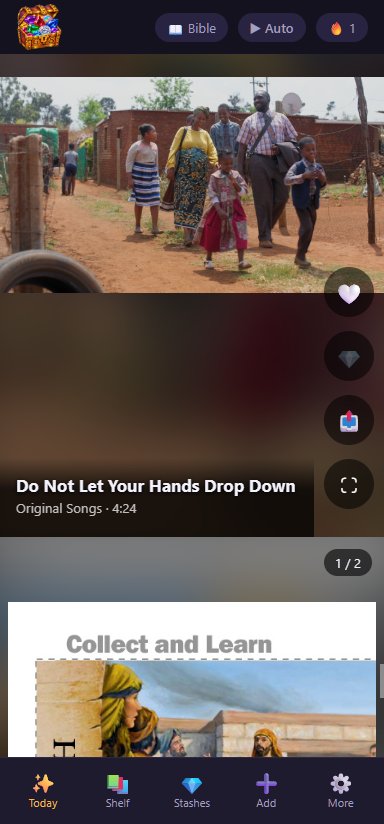 Bible
Auto
1
Do Not Let Your Hands Drop Down
Original Songs · 4:24
1 / 2
Collect and Learn
H
Today
Shelf
Stashes
Add
More